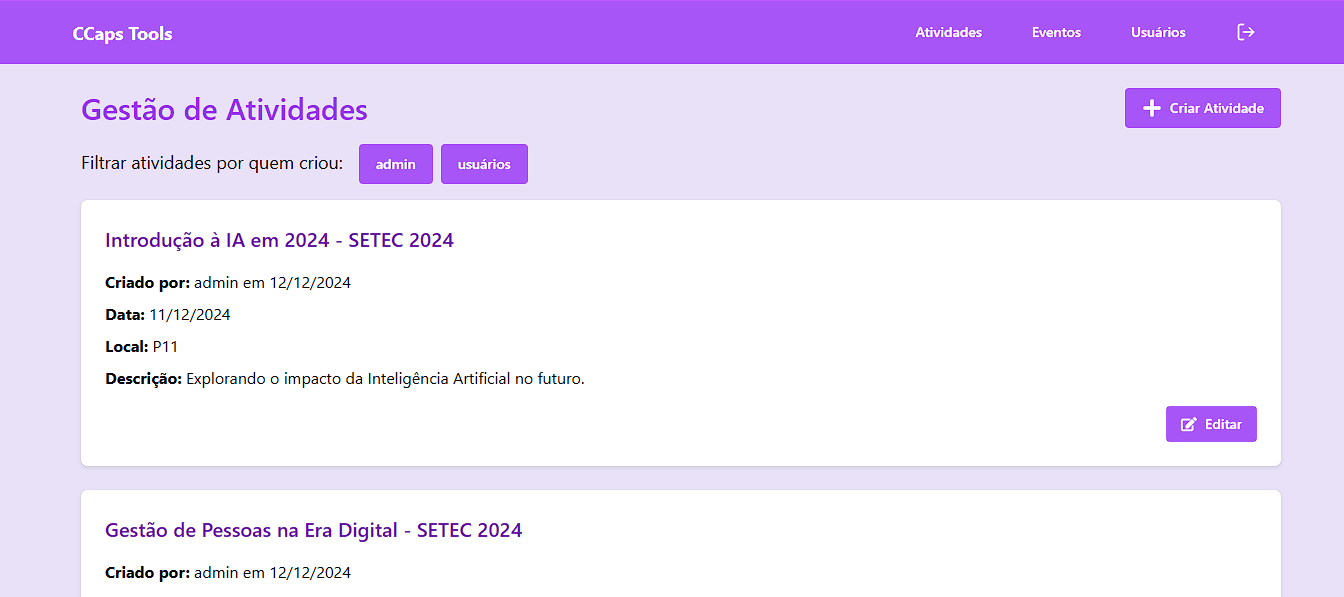 CCaps Tools Atividades Eventos Usuários
Gestão de Atividades
Criar Atividade
Filtrar atividades por quem criou: admin usuários
Introdução à IA em 2024 - SETEC 2024
Criado por: admin em 12/12/2024
Data: 11/12/2024
Local: P11
Descrição: Explorando o impacto da Inteligência Artificial no futuro.
Editar
Gestão de Pessoas na Era Digital - SETEC 2024
Criado por: admin em 12/12/2024